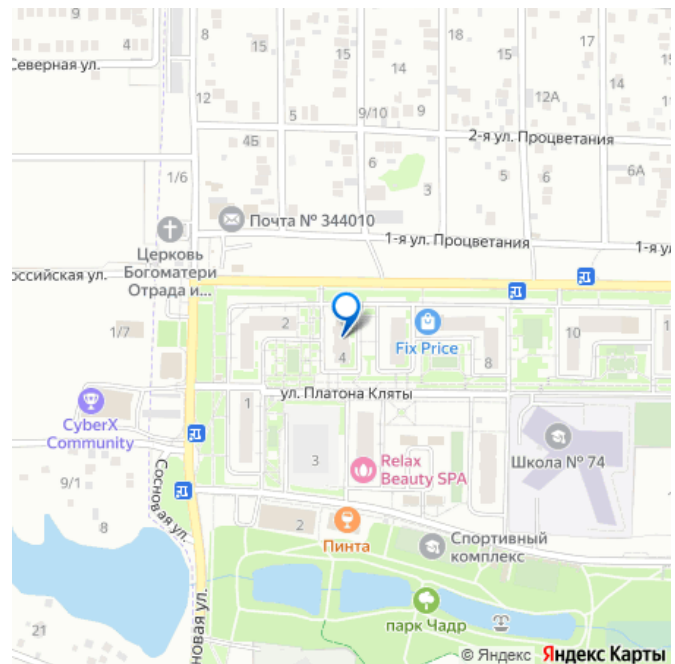 4
8
15
15
14
18
15
17
14
Северная ул.
12
5
9/10
9
12А
2-я ул. Процветания
4Б
6
3
5
6
6А
1/6
Почта № 344010
1-я ул. Процветания
1-я у
Церковь
Богоматери
Отрада и...
оссийская ул.
1/7
2
4
Fix Price
8
10
ул. Платона Кляты
CyberX
Community
1
3
Relax
Beauty SPA
Школа № 74
9/1
8
Сосновая ул.
2
Пинта
Спортивный
комплекс
новая ул.
парк Чадр
21
© Яндекс Яндекс Карты